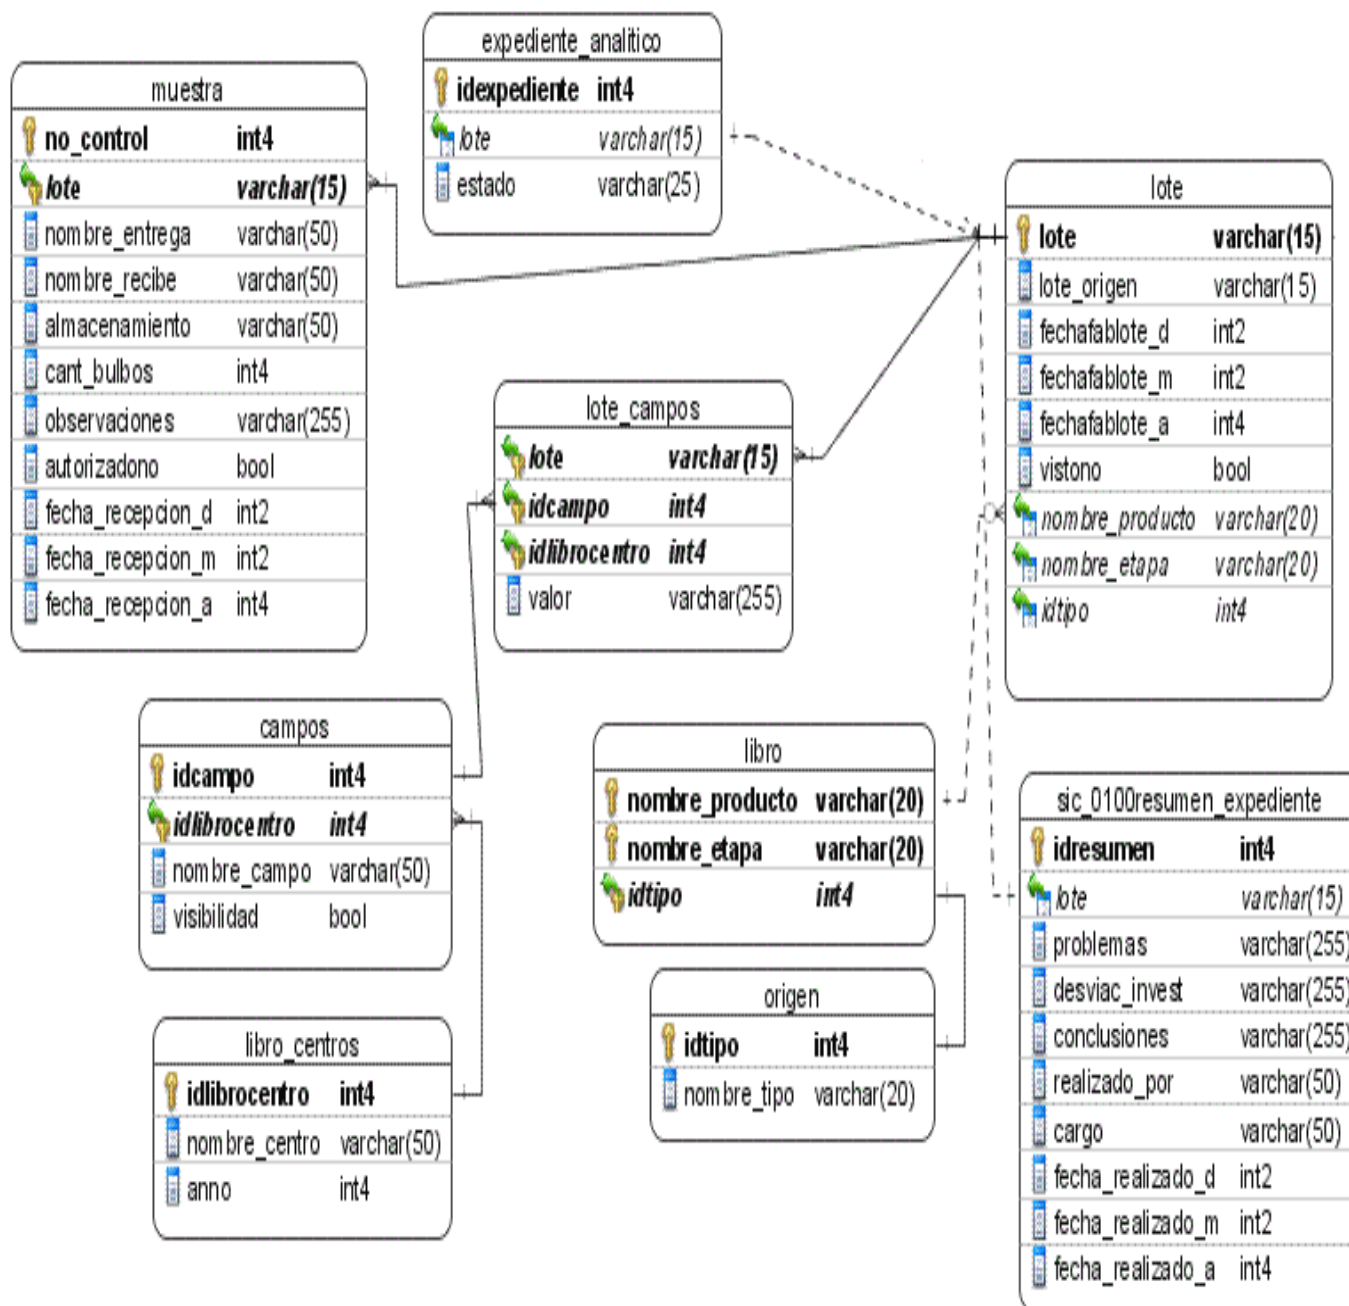 expediente_analitico
idexpediente int4
lote varchar(15)
estado varchar(25)
muestra
no_control int4
lote varchar(15)
nombre_entrega varchar(50)
nombre_recibe varchar(50)
almacenamiento varchar(50)
cant_bulbos int4
observaciones varchar(255)
autorizadono bool
fecha_recepcion_d int2
fecha_recepcion_m int2
fecha_recepcion_a int4
lote
lote varchar(15)
lote_origen varchar(15)
fechafablote_d int2
fechafablote_m int2
fechafablote_a int4
vistono bool
nombre_producto varchar(20)
nombre_etapa varchar(20)
idtipo int4
lote_campos
lote varchar(15)
idcampo int4
idlibrocentro int4
valor varchar(255)
campos
idcampo int4
idlibrocentro int4
nombre_campo varchar(50)
visibilidad bool
libro
nombre_producto varchar(20)
nombre_etapa varchar(20)
idtipo int4
sic_0100resumen_expediente
idresumen int4
lote varchar(15)
problemas varchar(255)
desviac_invest varchar(255)
conclusiones varchar(255)
realizado_por varchar(50)
cargo varchar(50)
fecha_realizado_d int2
fecha_realizado_m int2
fecha_realizado_a int4
origen
idtipo int4
nombre_tipo varchar(20)
libro_centros
idlibrocentro int4
nombre_centro varchar(50)
anno int4